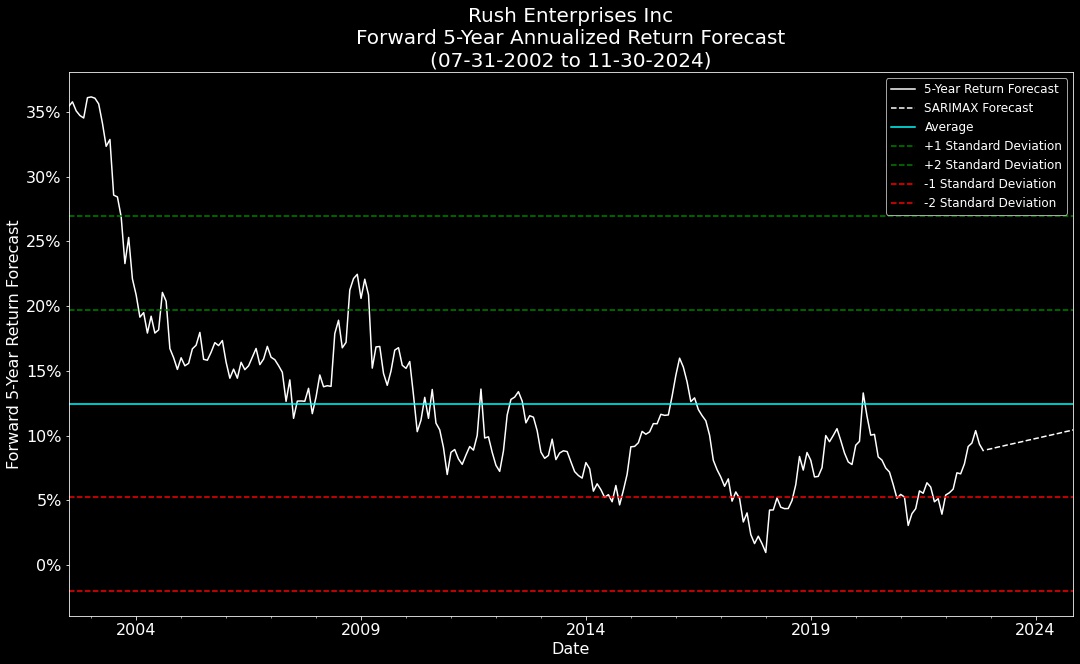 Rush Enterprises Inc
Forward 5-Year Annualized Return Forecast
(07-31-2002 to 11-30-2024)
5-Year Return Forecast
SARIMAX Forecast
Average
+1 Standard Deviation
+2 Standard Deviation
-1 Standard Deviation
-2 Standard Deviation
Forward 5-Year Return Forecast
35%
30%
25%
20%
15%
10%
5%
0%
2004
2009
2014
2019
2024
Date